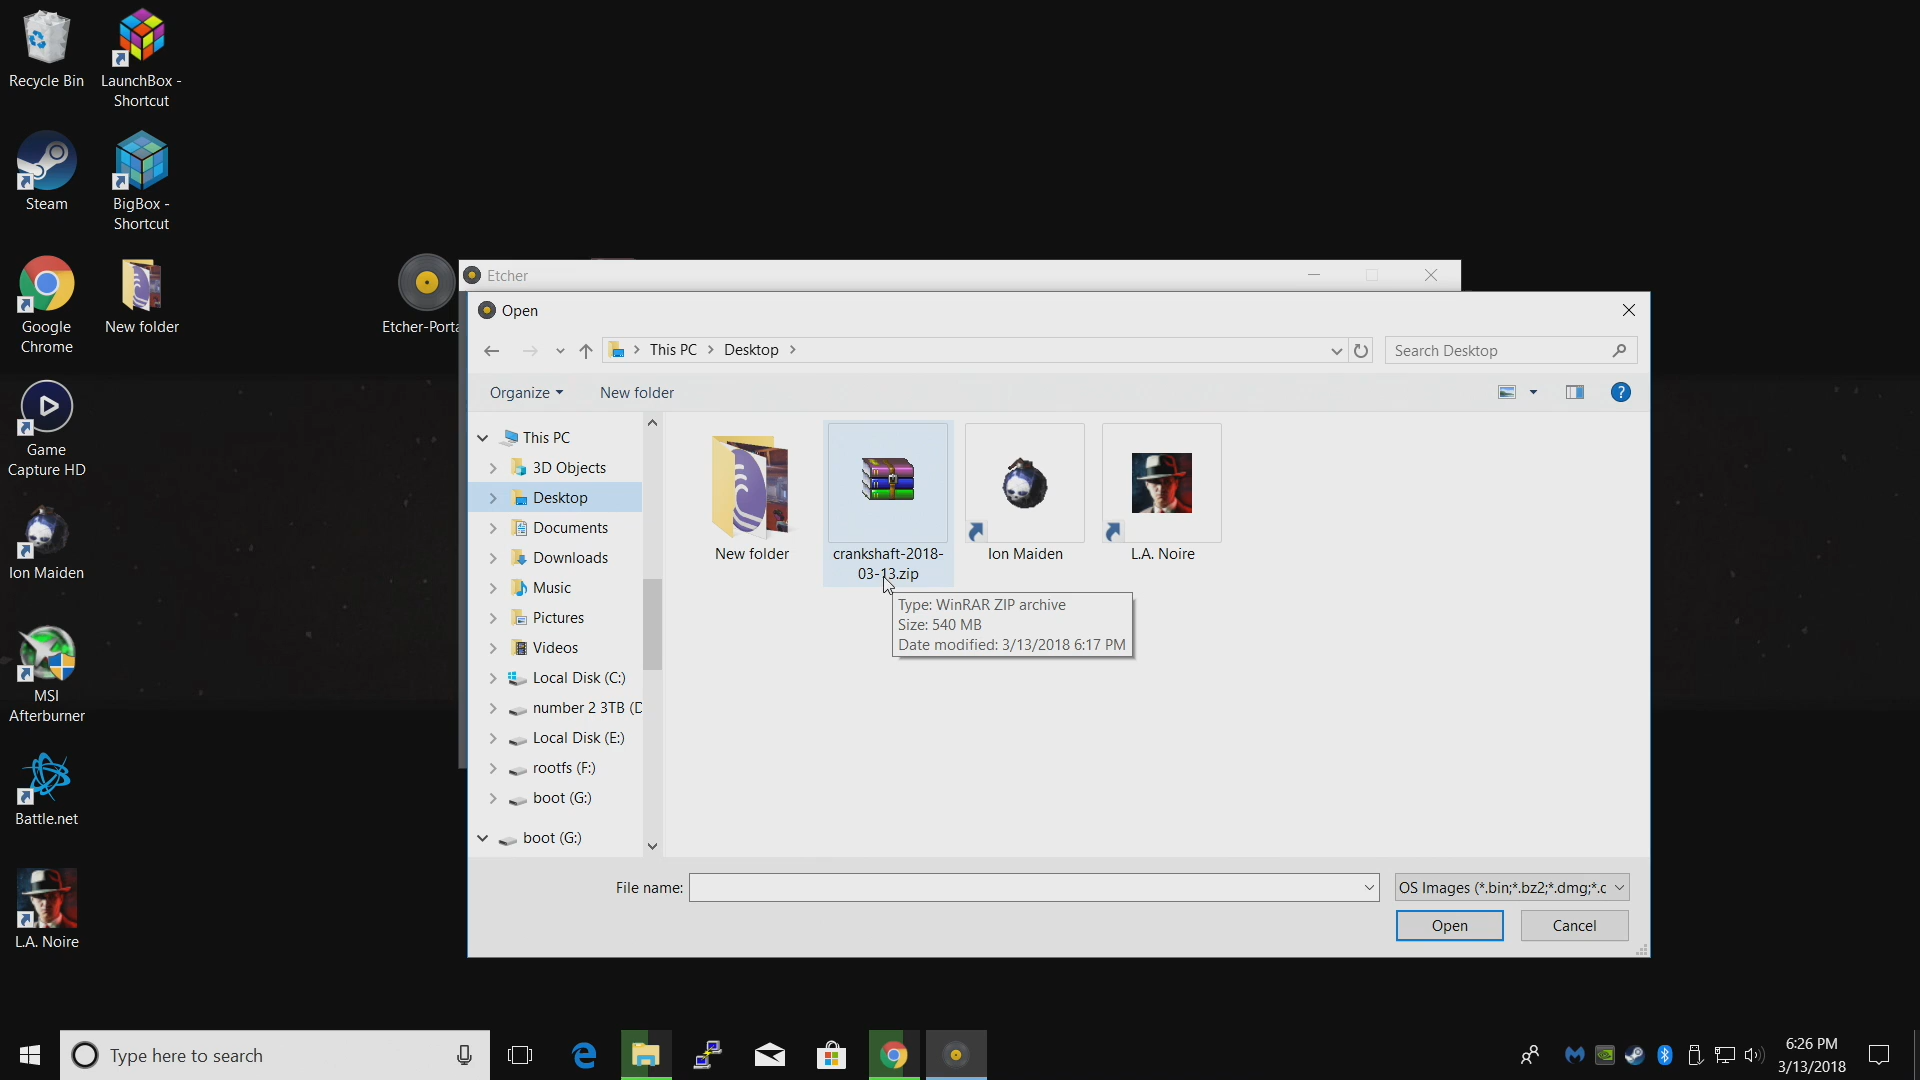 Recycle Bin
LaunchBox -
Shortcut
Steam
BigBox -
Shortcut
Google
Chrome
New folder
Etcher-Porta
Game
Capture HD
Ion Maiden
MSI
Afterburner
Battle.net
L.A. Noire
Etcher
Open
This PC
Desktop
Search Desktop
Organize
New folder
?
This PC
3D Objects
Desktop
Documents
Downloads
Music
Pictures
Videos
Local Disk (C:)
number 2 3TB (D
Local Disk (E:)
rootfs (F:)
boot (G:)
boot (G:)
New folder
crankshaft-2018-
03-13.zip
Ion Maiden
L.A. Noire
Type: WinRAR ZIP archive
Size: 540 MB
Date modified: 3/13/2018 6:17 PM
File name:
OS Images (*.bin;*.bz2;*.dmg;*.c
Open
Cancel
Type here to search
6:26 PM
3/13/2018